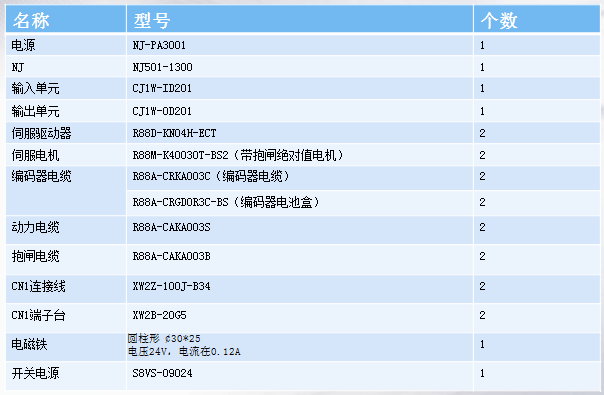 名称 型号 个数
电源 NJ-PA3001 1
NJ NJ501-1300 1
输入单元 CJ1W-ID201 1
输出单元 CJ1W-OD201 1
伺服驱动器 R88D-KN04H-ECT 2
伺服电机 R88M-K40030T-BS2（带抱闸绝对值电机） 2
编码器电缆 R88A-CRKA003C（编码器电缆） 2
R88A-CRGD0R3C-BS（编码器电池盒） 2
动力电缆 R88A-CAKA003S 2
抱闸电缆 R88A-CAKA003B 2
CN1连接线 XW2Z-100J-B34 2
CN1端子台 XW2B-20G5 2
电磁铁 圆柱形 ¢30*25 1
电压24V，电流在0.12A
开关电源 S8VS-09024 1